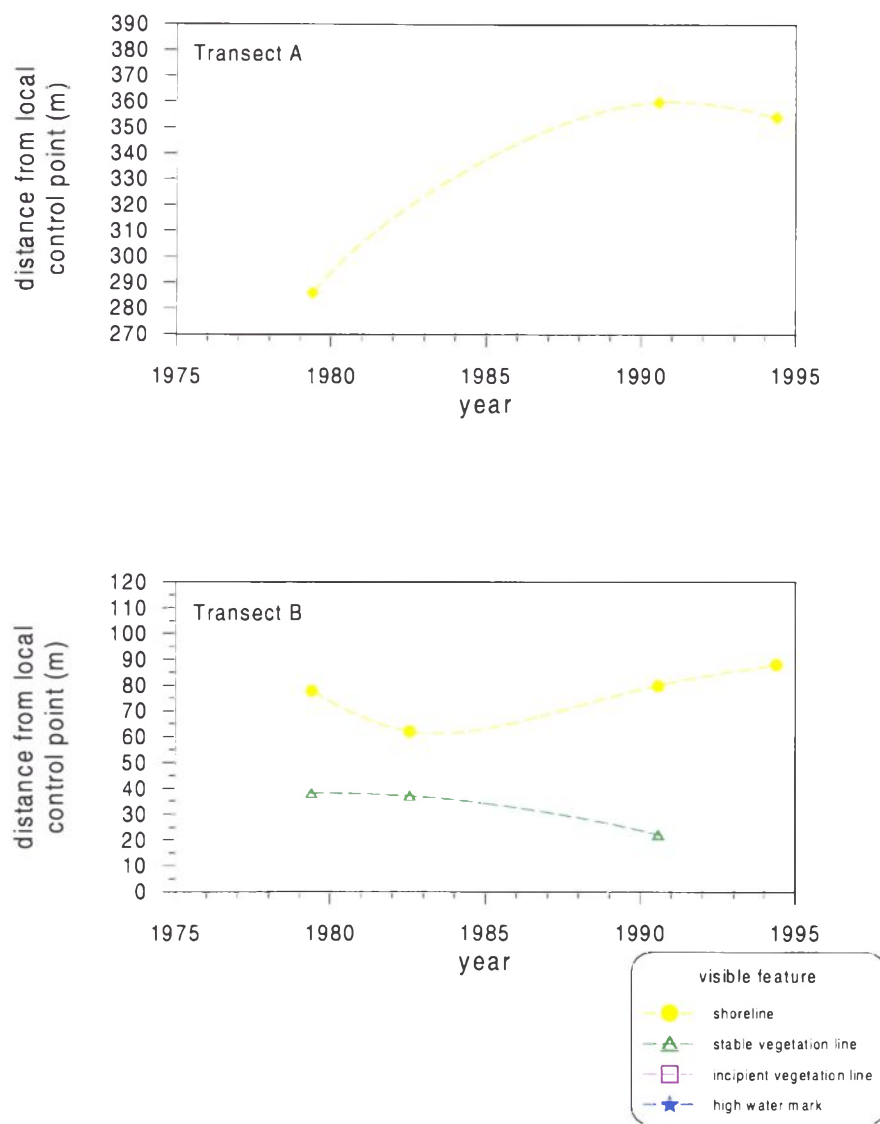 390
380
370
360
350
340
330
320
310
300
290
280
270
Transect A
distance from local
control point (m)
1975 1980 1985 1990 1995
year
120
110
100
90
80
70
60
50
40
30
20
10
0
Transect B
distance from local
control point (m)
1975 1980 1985 1990 1995
year
visible feature
shoreline
stable vegetation line
incipient vegetation line
high water mark